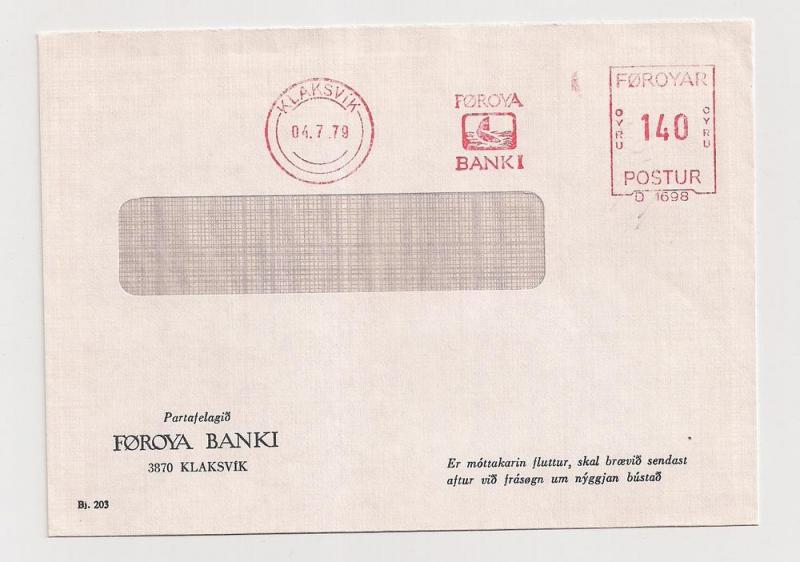 KLAKSVÍK
04.7.79
FØROYA
BANKI
FØROYAR
OYRU 140 OYRU
POSTUR
D 1698
Partafelagið
FØROYA BANKI
3870 KLAKSVÍK
Er móttakarin fluttur, skal brævið sendast
aftur við frásøgn um nýggjan bústað
Bj. 203